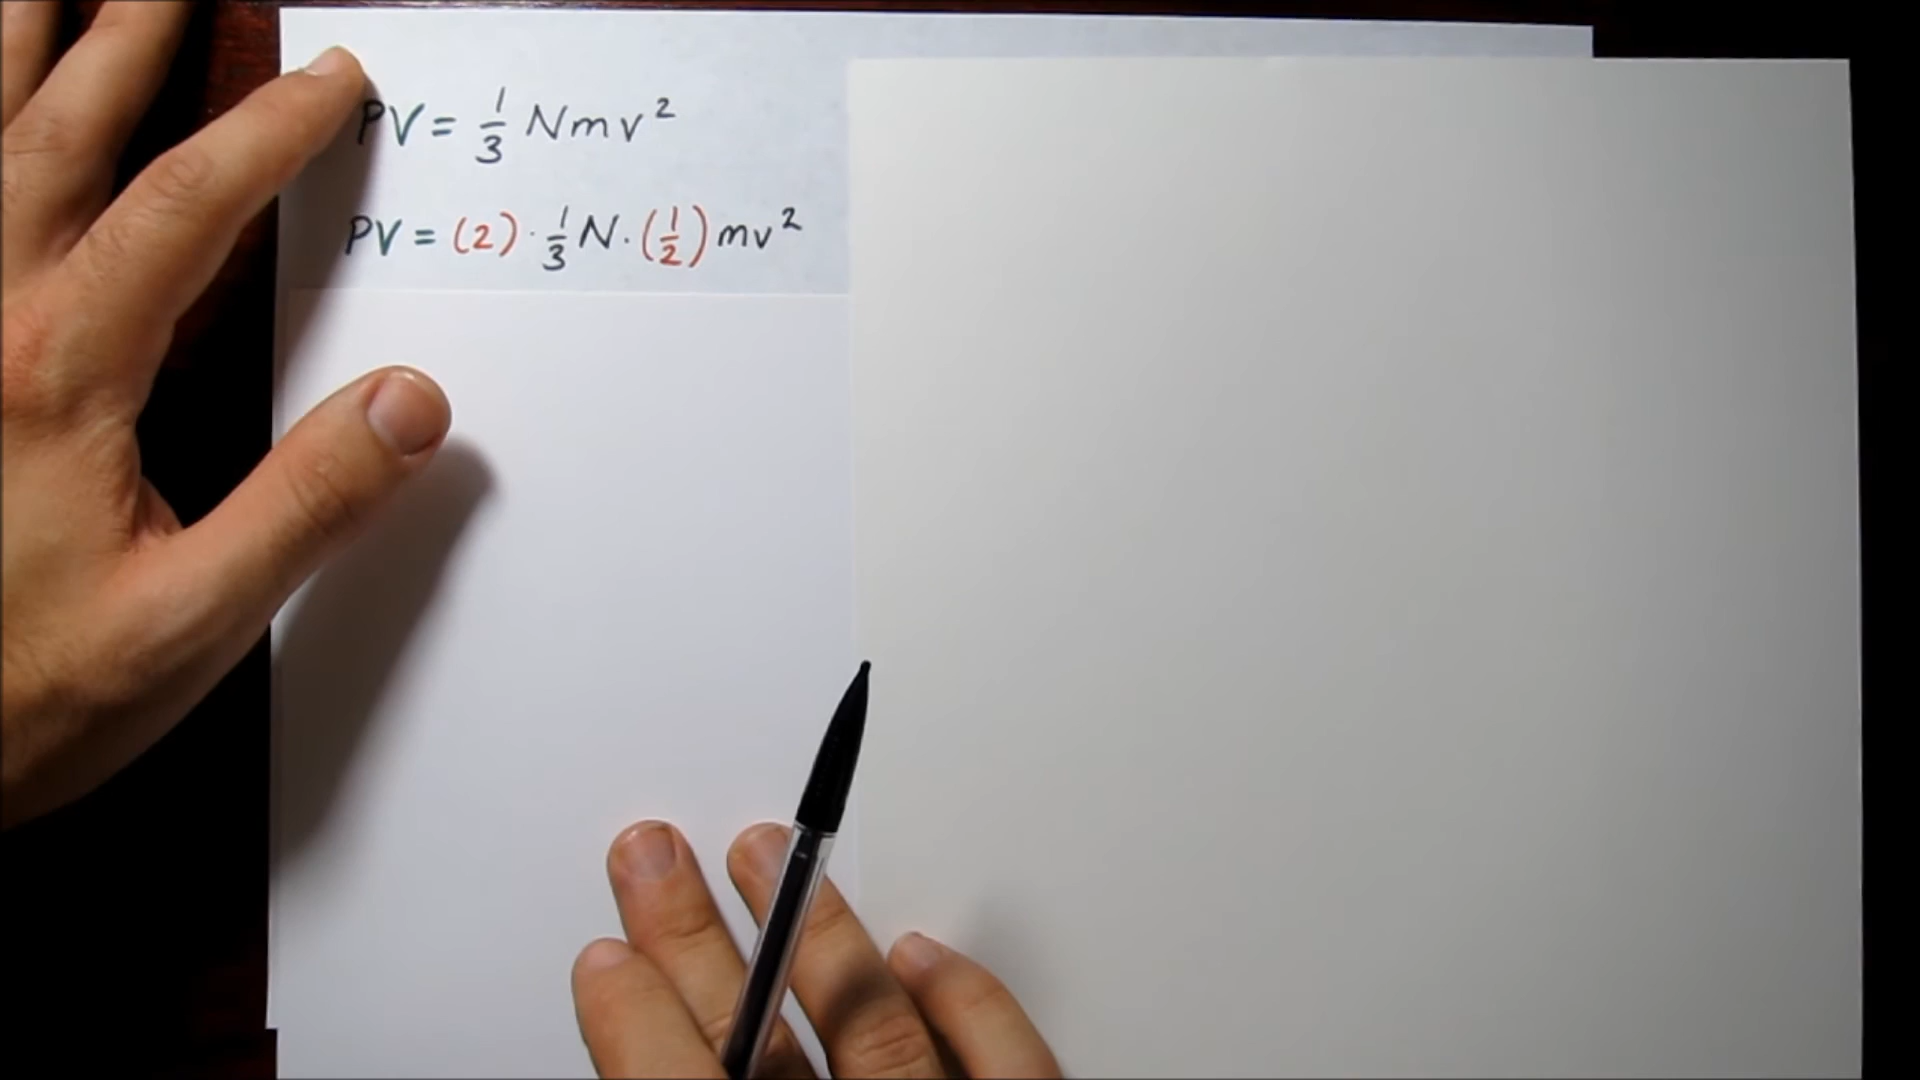 PV = 1/3 Nmv²
PV = (2) · 1/3 N · (1/2) mv²